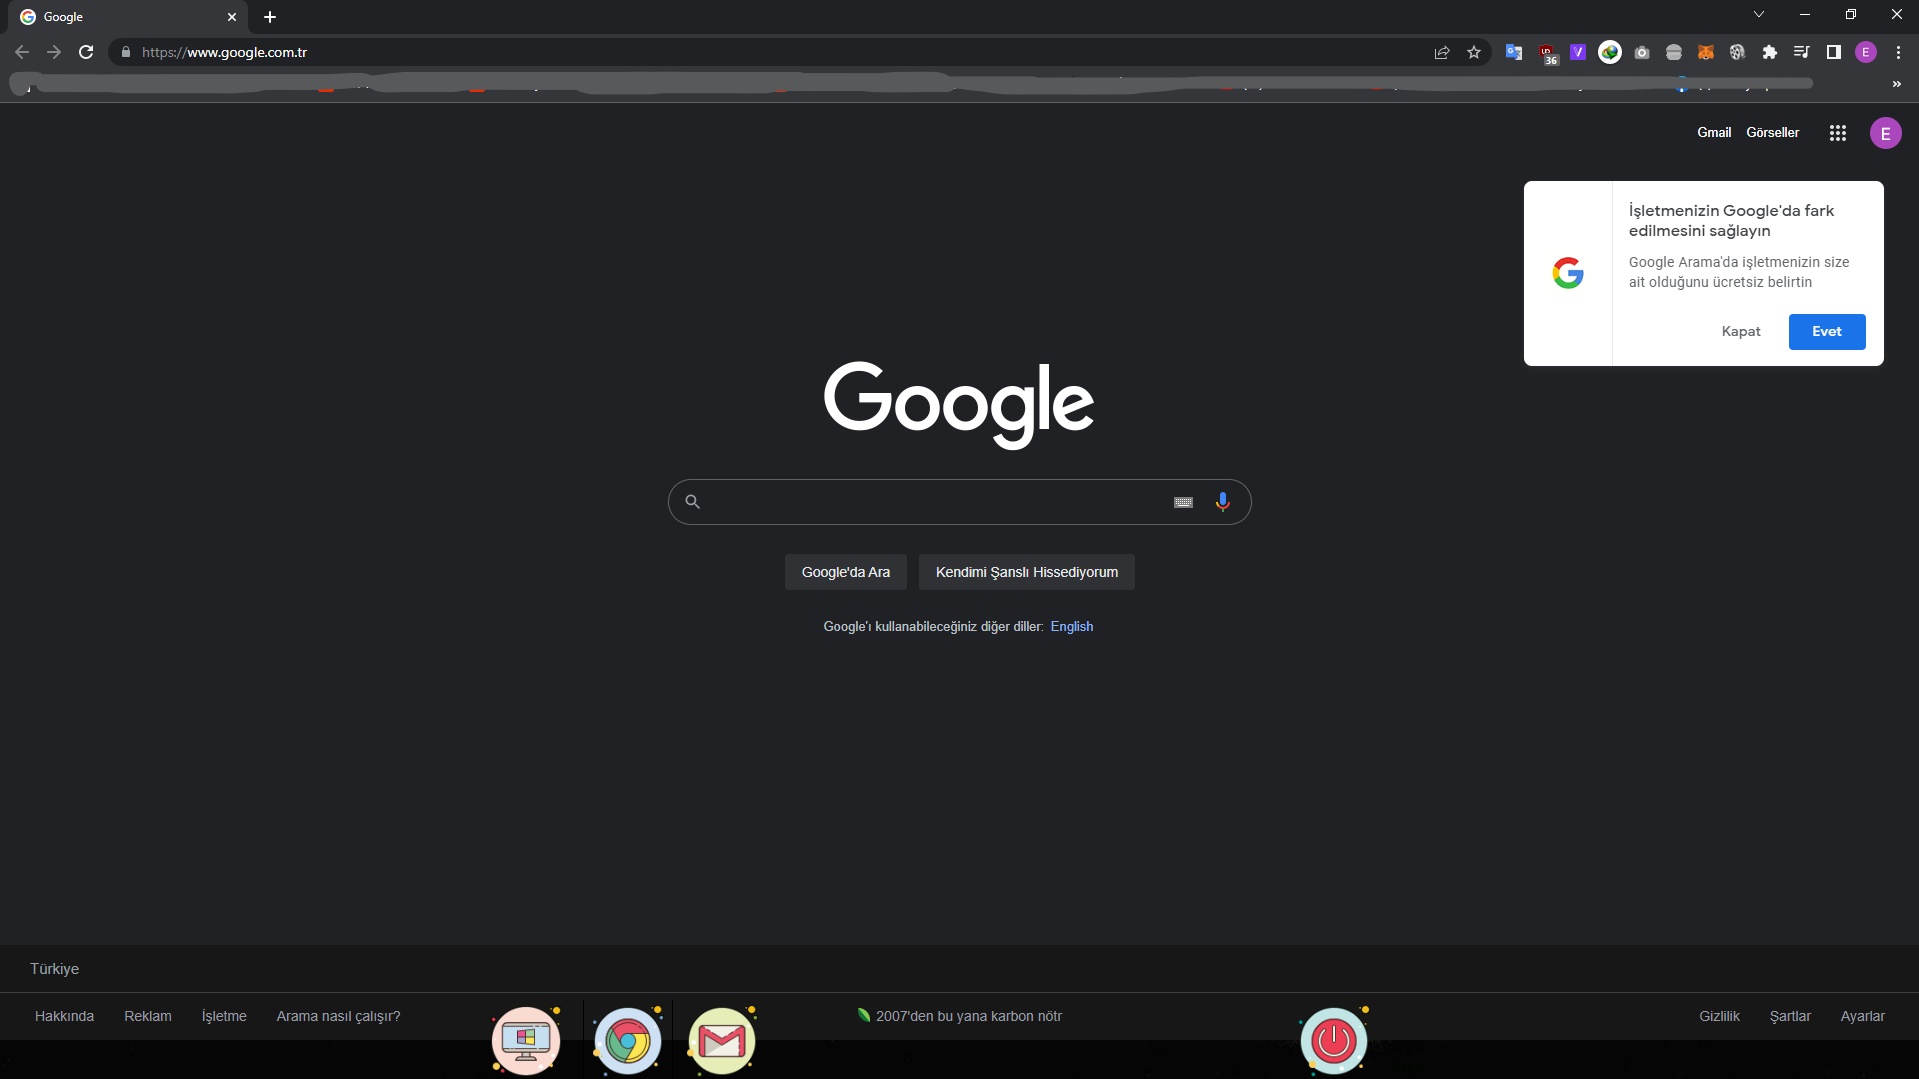 Google
https://www.google.com.tr
36
E
Gmail Görseller
E
İşletmenizin Google'da fark
edilmesini sağlayın
Google Arama'da işletmenizin size
ait olduğunu ücretsiz belirtin
Kapat Evet
Google
Google'da Ara Kendimi Şanslı Hissediyorum
Google'ı kullanabileceğiniz diğer diller: English
Türkiye
Hakkında Reklam İşletme Arama nasıl çalışır? 2007'den bu yana karbon nötr Gizlilik Şartlar Ayarlar